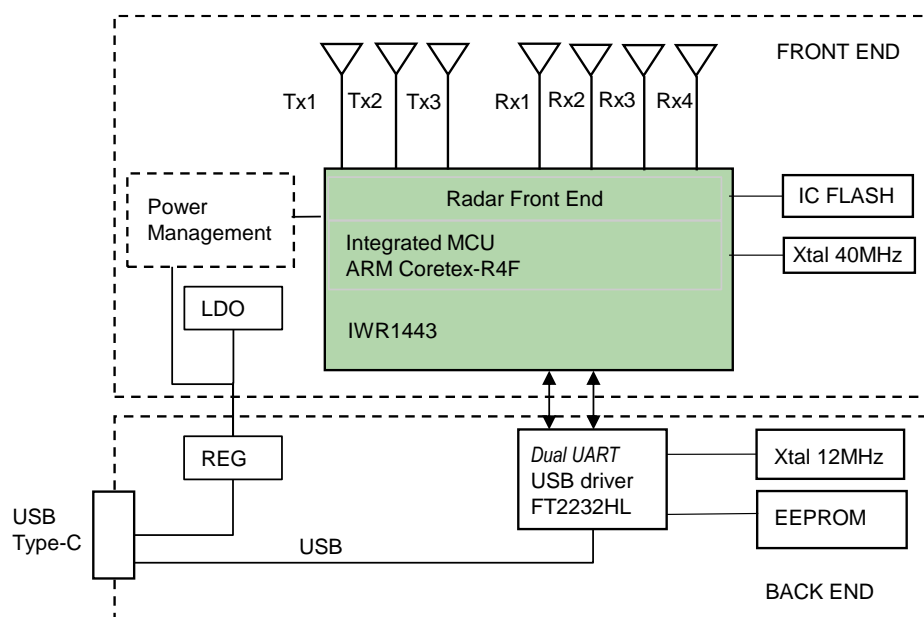 FRONT END
Tx1
Tx2
Tx3
Rx1
Rx2
Rx3
Rx4
Radar Front End
Integrated MCU
ARM Coretex-R4F
IWR1443
Power
Management
IC FLASH
Xtal 40MHz
LDO
REG
Dual UART
USB driver
FT2232HL
Xtal 12MHz
EEPROM
USB
Type-C
USB
BACK END